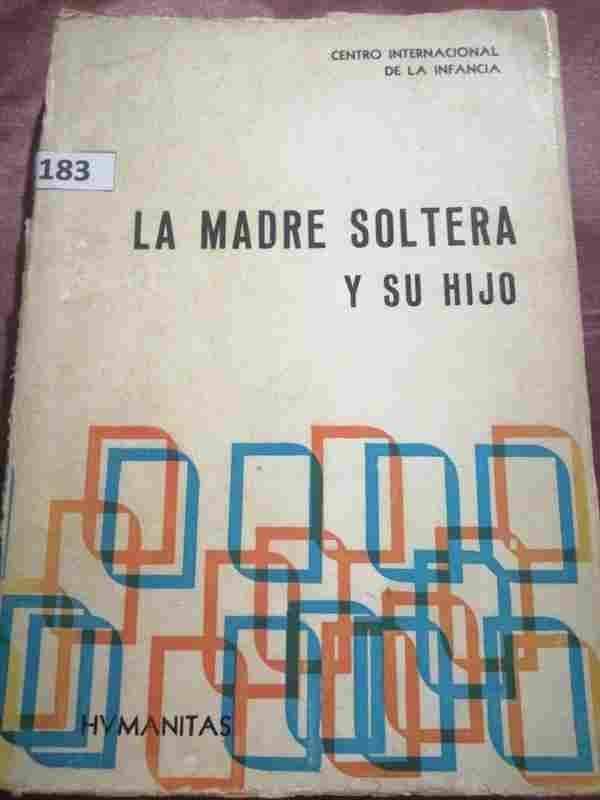 CENTRO INTERNACIONAL
DE LA INFANCIA
183
LA MADRE SOLTERA
Y SU HIJO
HVMANITAS